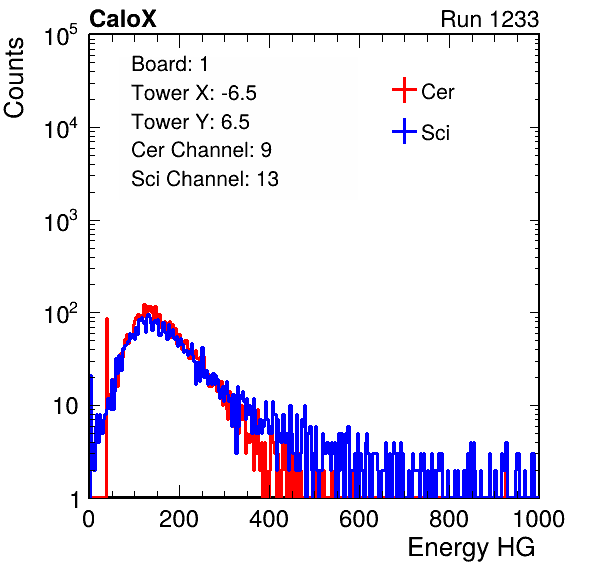 CaloX Run 1233
Counts
10^5
10^4
10^3
10^2
10
1
Board: 1
Tower X: -6.5
Tower Y: 6.5
Cer Channel: 9
Sci Channel: 13
Cer
Sci
0 200 400 600 800 1000
Energy HG